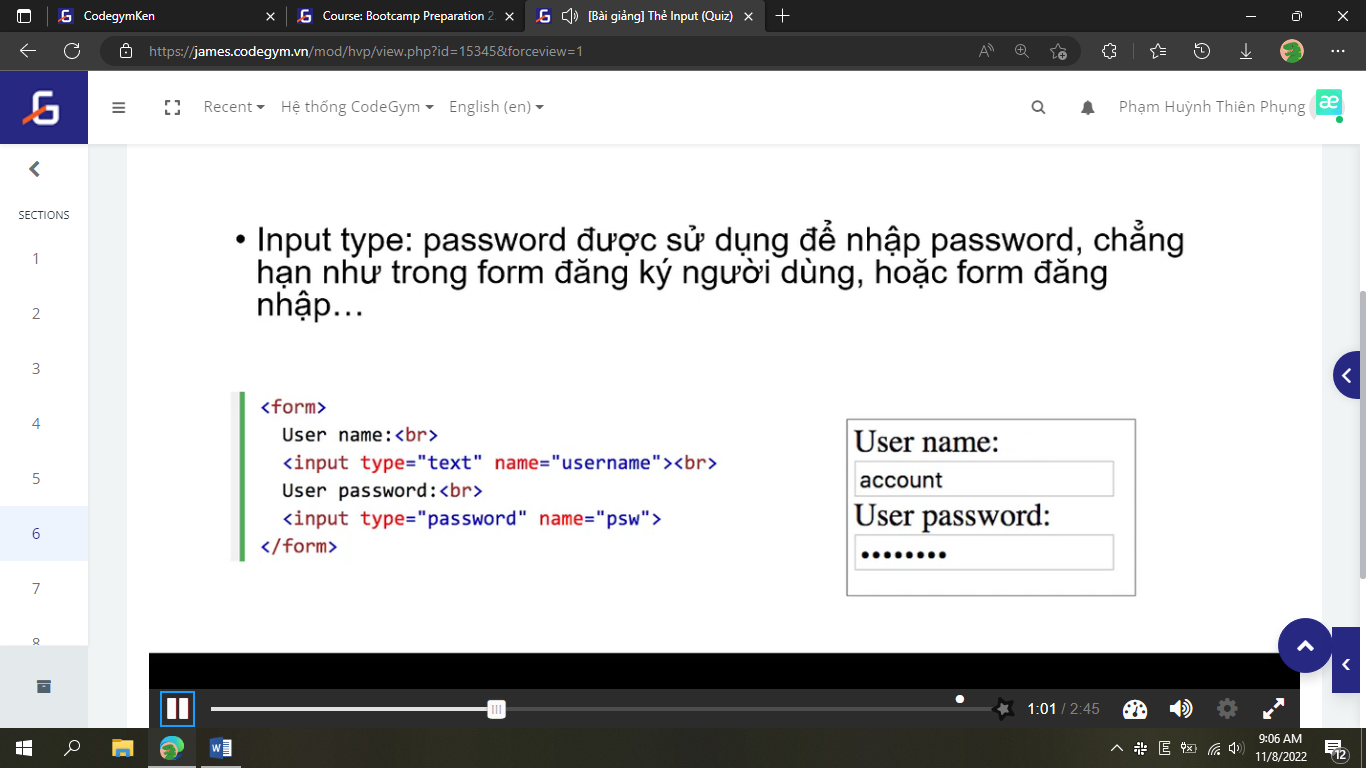 CodegymKen
Course: Bootcamp Preparation 2
[Bài giảng] Thẻ Input (Quiz)
https://james.codegym.vn/mod/hvp/view.php?id=15345&forceview=1
Recent
Hệ thống CodeGym
English (en)
Phạm Huỳnh Thiên Phụng
æ
SECTIONS
1
2
3
4
5
6
7
8
• Input type: password được sử dụng để nhập password, chẳng
hạn như trong form đăng ký người dùng, hoặc form đăng
nhập…
<form>
User name:<br>
<input type="text" name="username"><br>
User password:<br>
<input type="password" name="psw">
</form>
User name:
account
User password:
••••••••
1:01 / 2:45
E
9:06 AM
11/8/2022
12